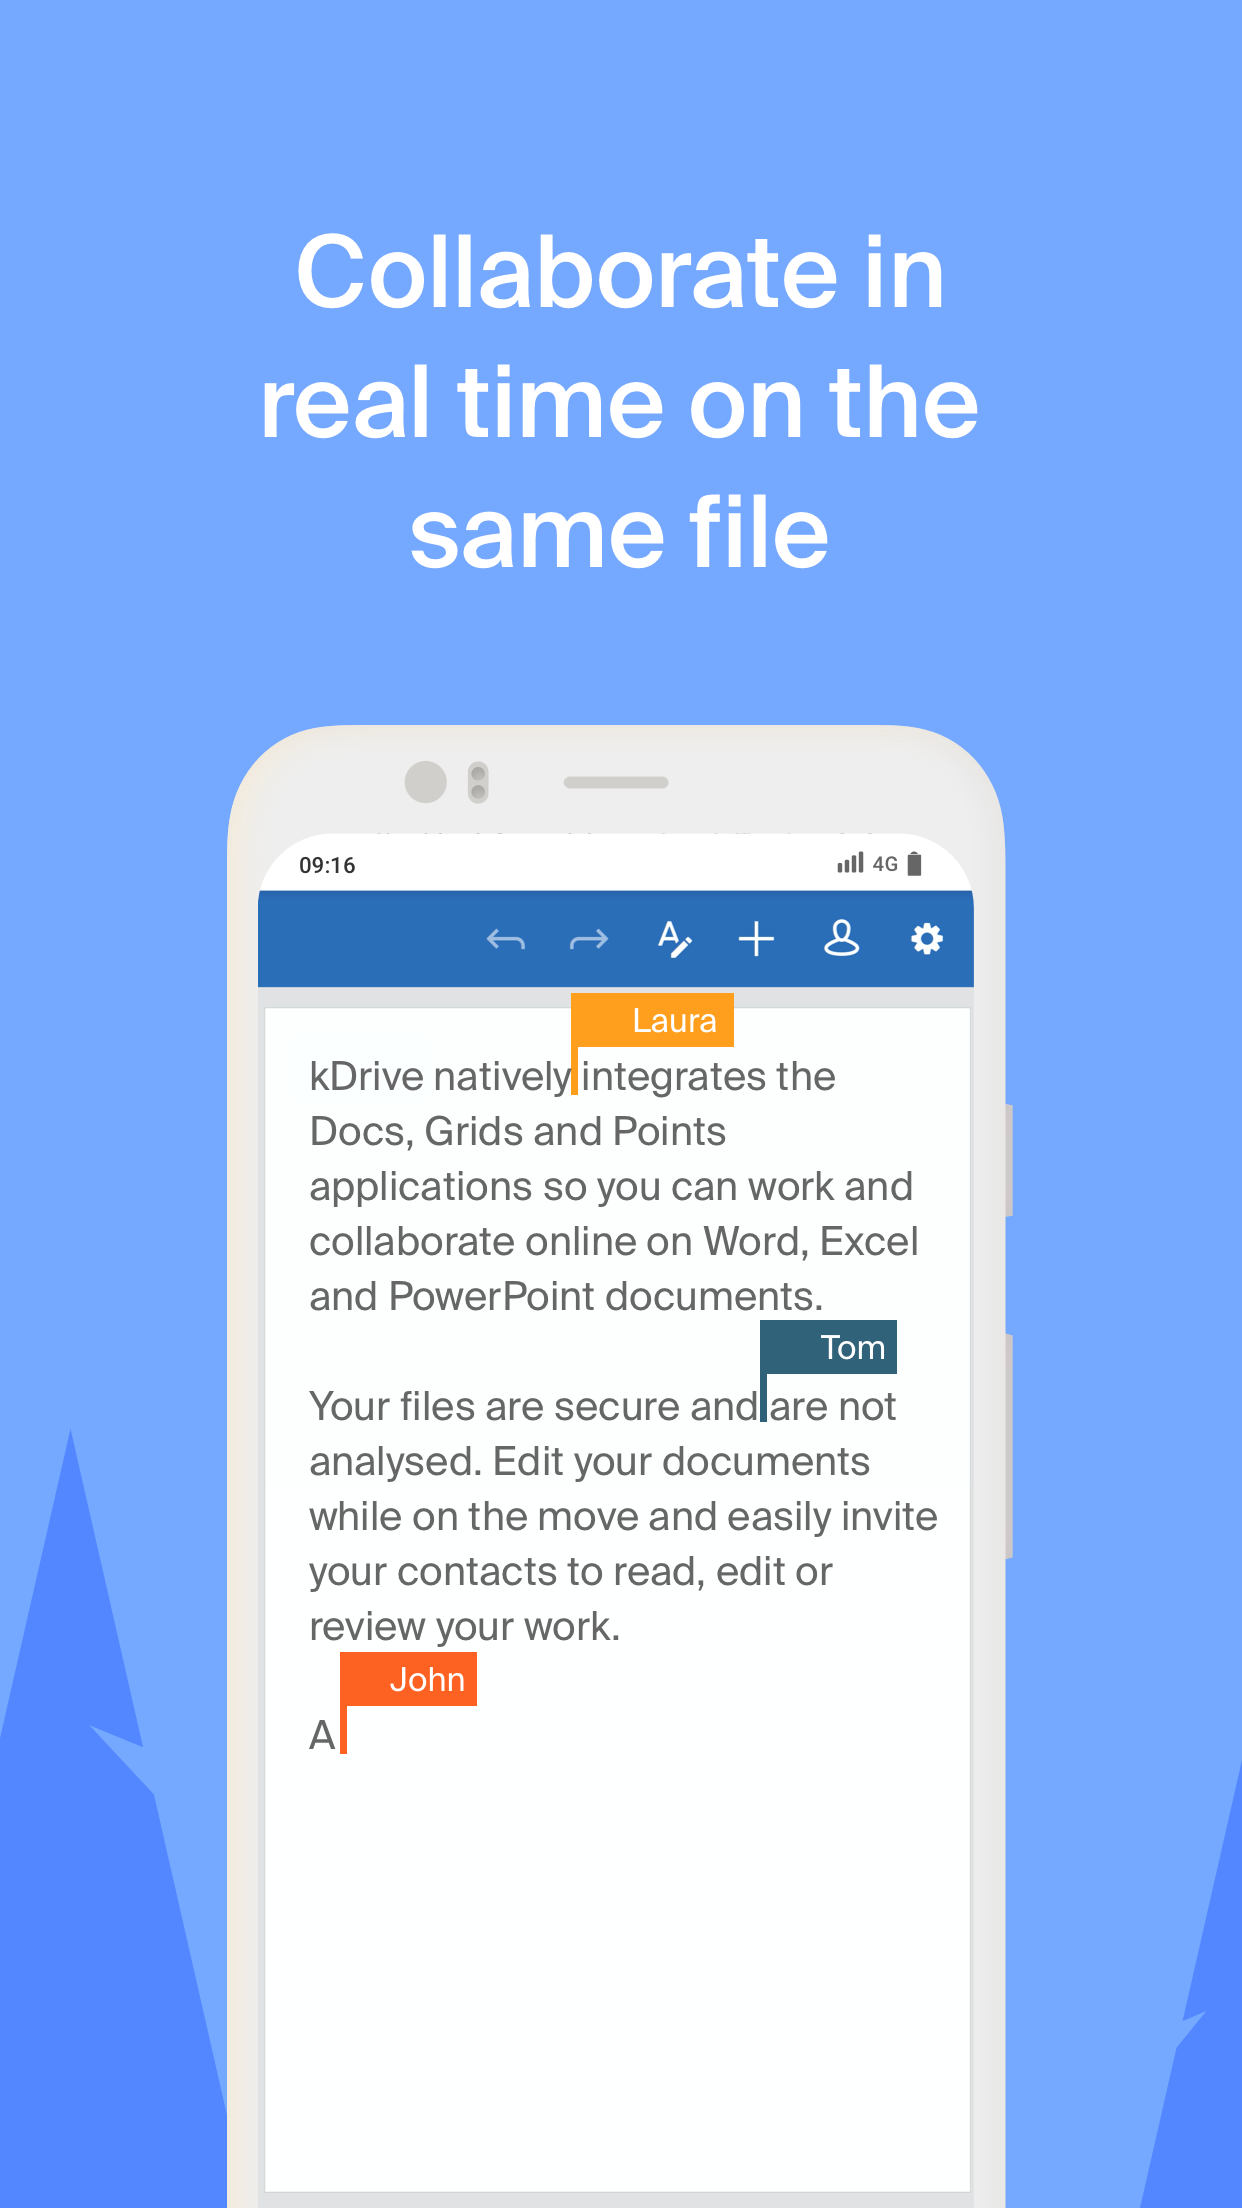 Collaborate in
real time on the
same file
09:16
4G
Laura
kDrive natively integrates the
Docs, Grids and Points
applications so you can work and
collaborate online on Word, Excel
and PowerPoint documents.
Tom
Your files are secure and are not
analysed. Edit your documents
while on the move and easily invite
your contacts to read, edit or
review your work.
John
A